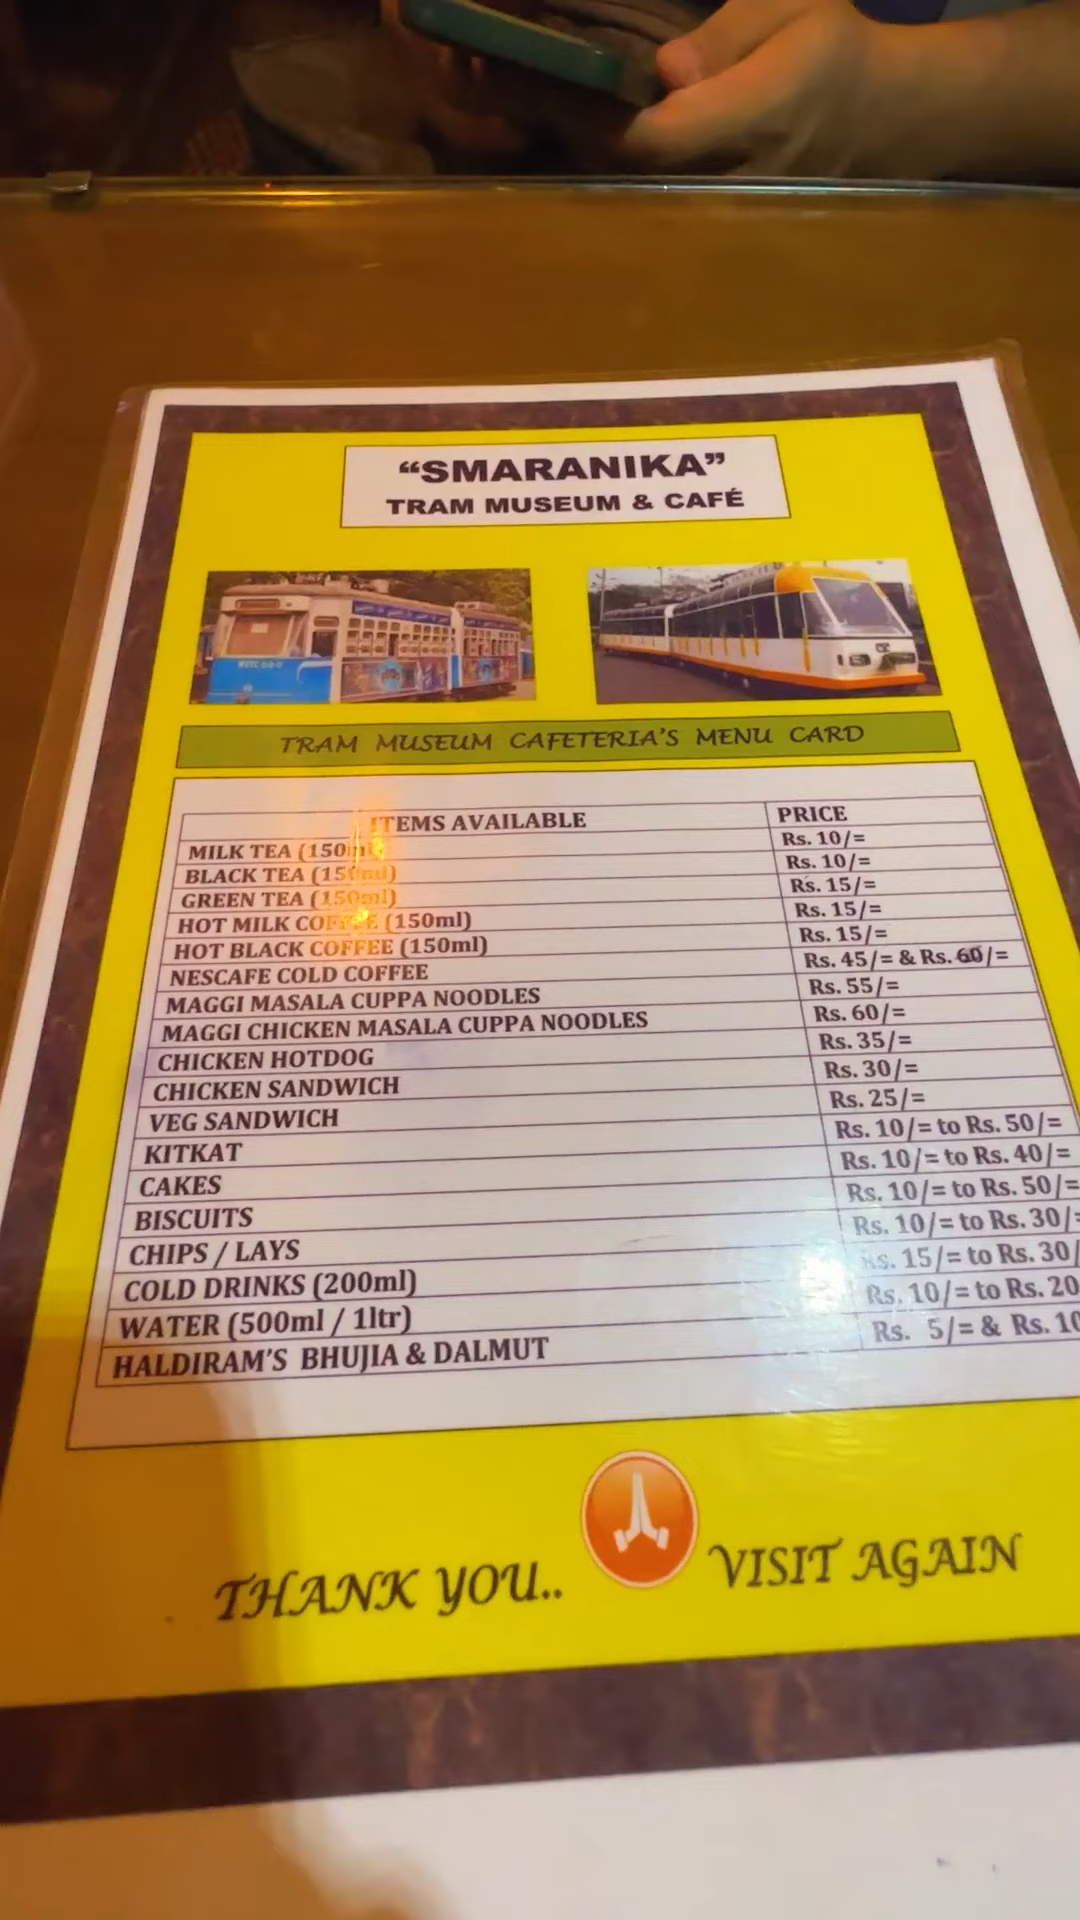 “SMARANIKA”
TRAM MUSEUM & CAFÉ
TRAM MUSEUM CAFETERIA'S MENU CARD
ITEMS AVAILABLE PRICE
MILK TEA (150ml) Rs. 10/=
BLACK TEA (150ml) Rs. 10/=
GREEN TEA (150ml) Rs. 15/=
HOT MILK COFFEE (150ml) Rs. 15/=
HOT BLACK COFFEE (150ml) Rs. 15/=
NESCAFE COLD COFFEE Rs. 45/= & Rs. 60/=
MAGGI MASALA CUPPA NOODLES Rs. 55/=
MAGGI CHICKEN MASALA CUPPA NOODLES Rs. 60/=
CHICKEN HOTDOG Rs. 35/=
CHICKEN SANDWICH Rs. 30/=
VEG SANDWICH Rs. 25/=
KITKAT Rs. 10/= to Rs. 50/=
CAKES Rs. 10/= to Rs. 40/=
BISCUITS Rs. 10/= to Rs. 50/=
CHIPS / LAYS Rs. 10/= to Rs. 30/=
COLD DRINKS (200ml) Rs. 15/= to Rs. 30/
WATER (500ml / 1ltr) Rs. 10/= to Rs. 20
HALDIRAM'S BHUJIA & DALMUT Rs. 5/= & Rs. 10
THANK YOU.. VISIT AGAIN